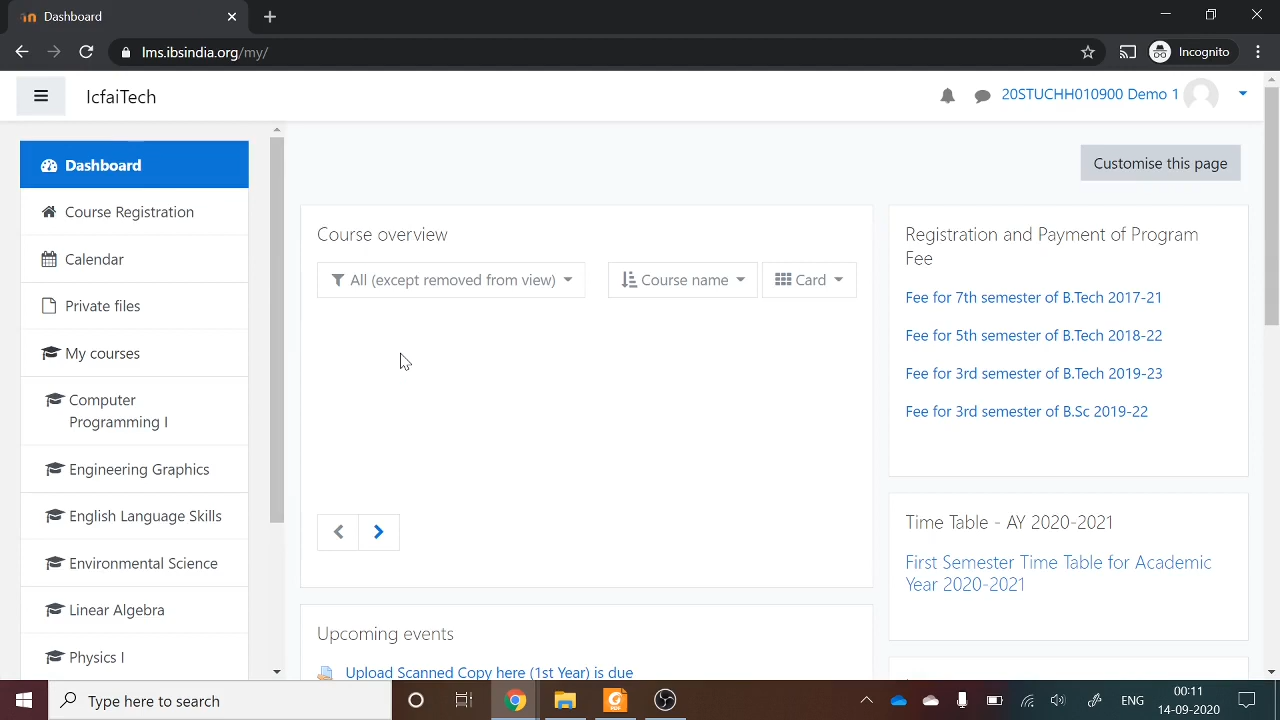 Dashboard
lms.ibsindia.org/my/
Incognito
IcfaiTech
20STUCHH010900 Demo 1
Dashboard
Course Registration
Calendar
Private files
My courses
Computer
Programming I
Engineering Graphics
English Language Skills
Environmental Science
Linear Algebra
Physics I
Customise this page
Course overview
All (except removed from view)
Course name
Card
Upcoming events
Upload Scanned Copy here (1st Year) is due
Registration and Payment of Program
Fee
Fee for 7th semester of B.Tech 2017-21
Fee for 5th semester of B.Tech 2018-22
Fee for 3rd semester of B.Tech 2019-23
Fee for 3rd semester of B.Sc 2019-22
Time Table - AY 2020-2021
First Semester Time Table for Academic
Year 2020-2021
Type here to search
ENG
00:11
14-09-2020